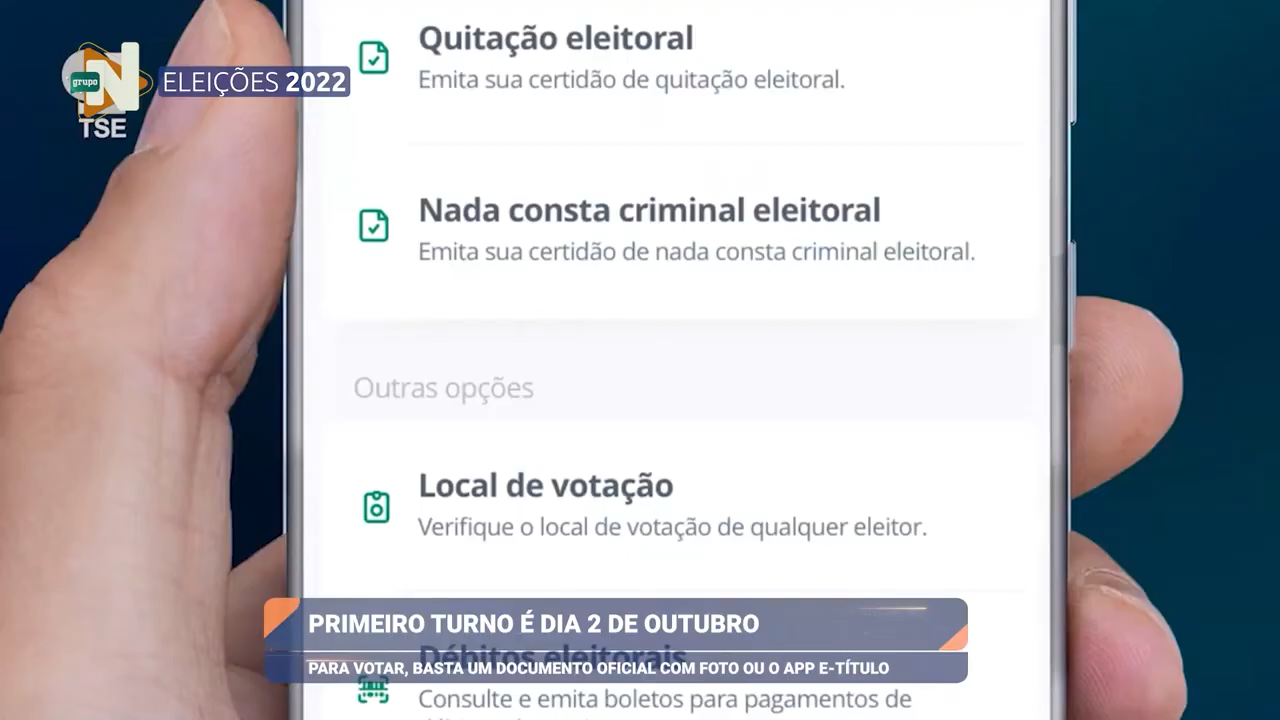 Quitação eleitoral
Emita sua certidão de quitação eleitoral.
grupo
N
ELEIÇÕES 2022
TSE
Nada consta criminal eleitoral
Emita sua certidão de nada consta criminal eleitoral.
Outras opções
Local de votação
Verifique o local de votação de qualquer eleitor.
PRIMEIRO TURNO É DIA 2 DE OUTUBRO
Débitos eleitorais
PARA VOTAR, BASTA UM DOCUMENTO OFICIAL COM FOTO OU O APP E-TÍTULO
Consulte e emita boletos para pagamentos de